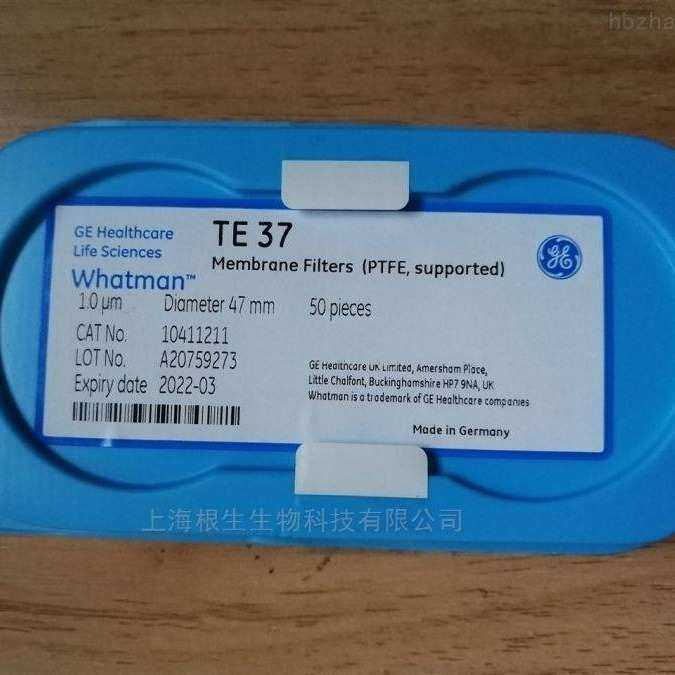 hbzha
GE Healthcare
Life Sciences
Whatman™
TE 37
Membrane Filters (PTFE, supported)
1.0 µm Diameter 47 mm 50 pieces
CAT No. 10411211
LOT No. A20759273
Expiry date 2022-03
GE Healthcare UK Limited, Amersham Place,
Little Chalfont, Buckinghamshire HP7 9NA, UK
Whatman is a trademark of GE Healthcare companies
Made in Germany
GE
上海根生生物科技有限公司